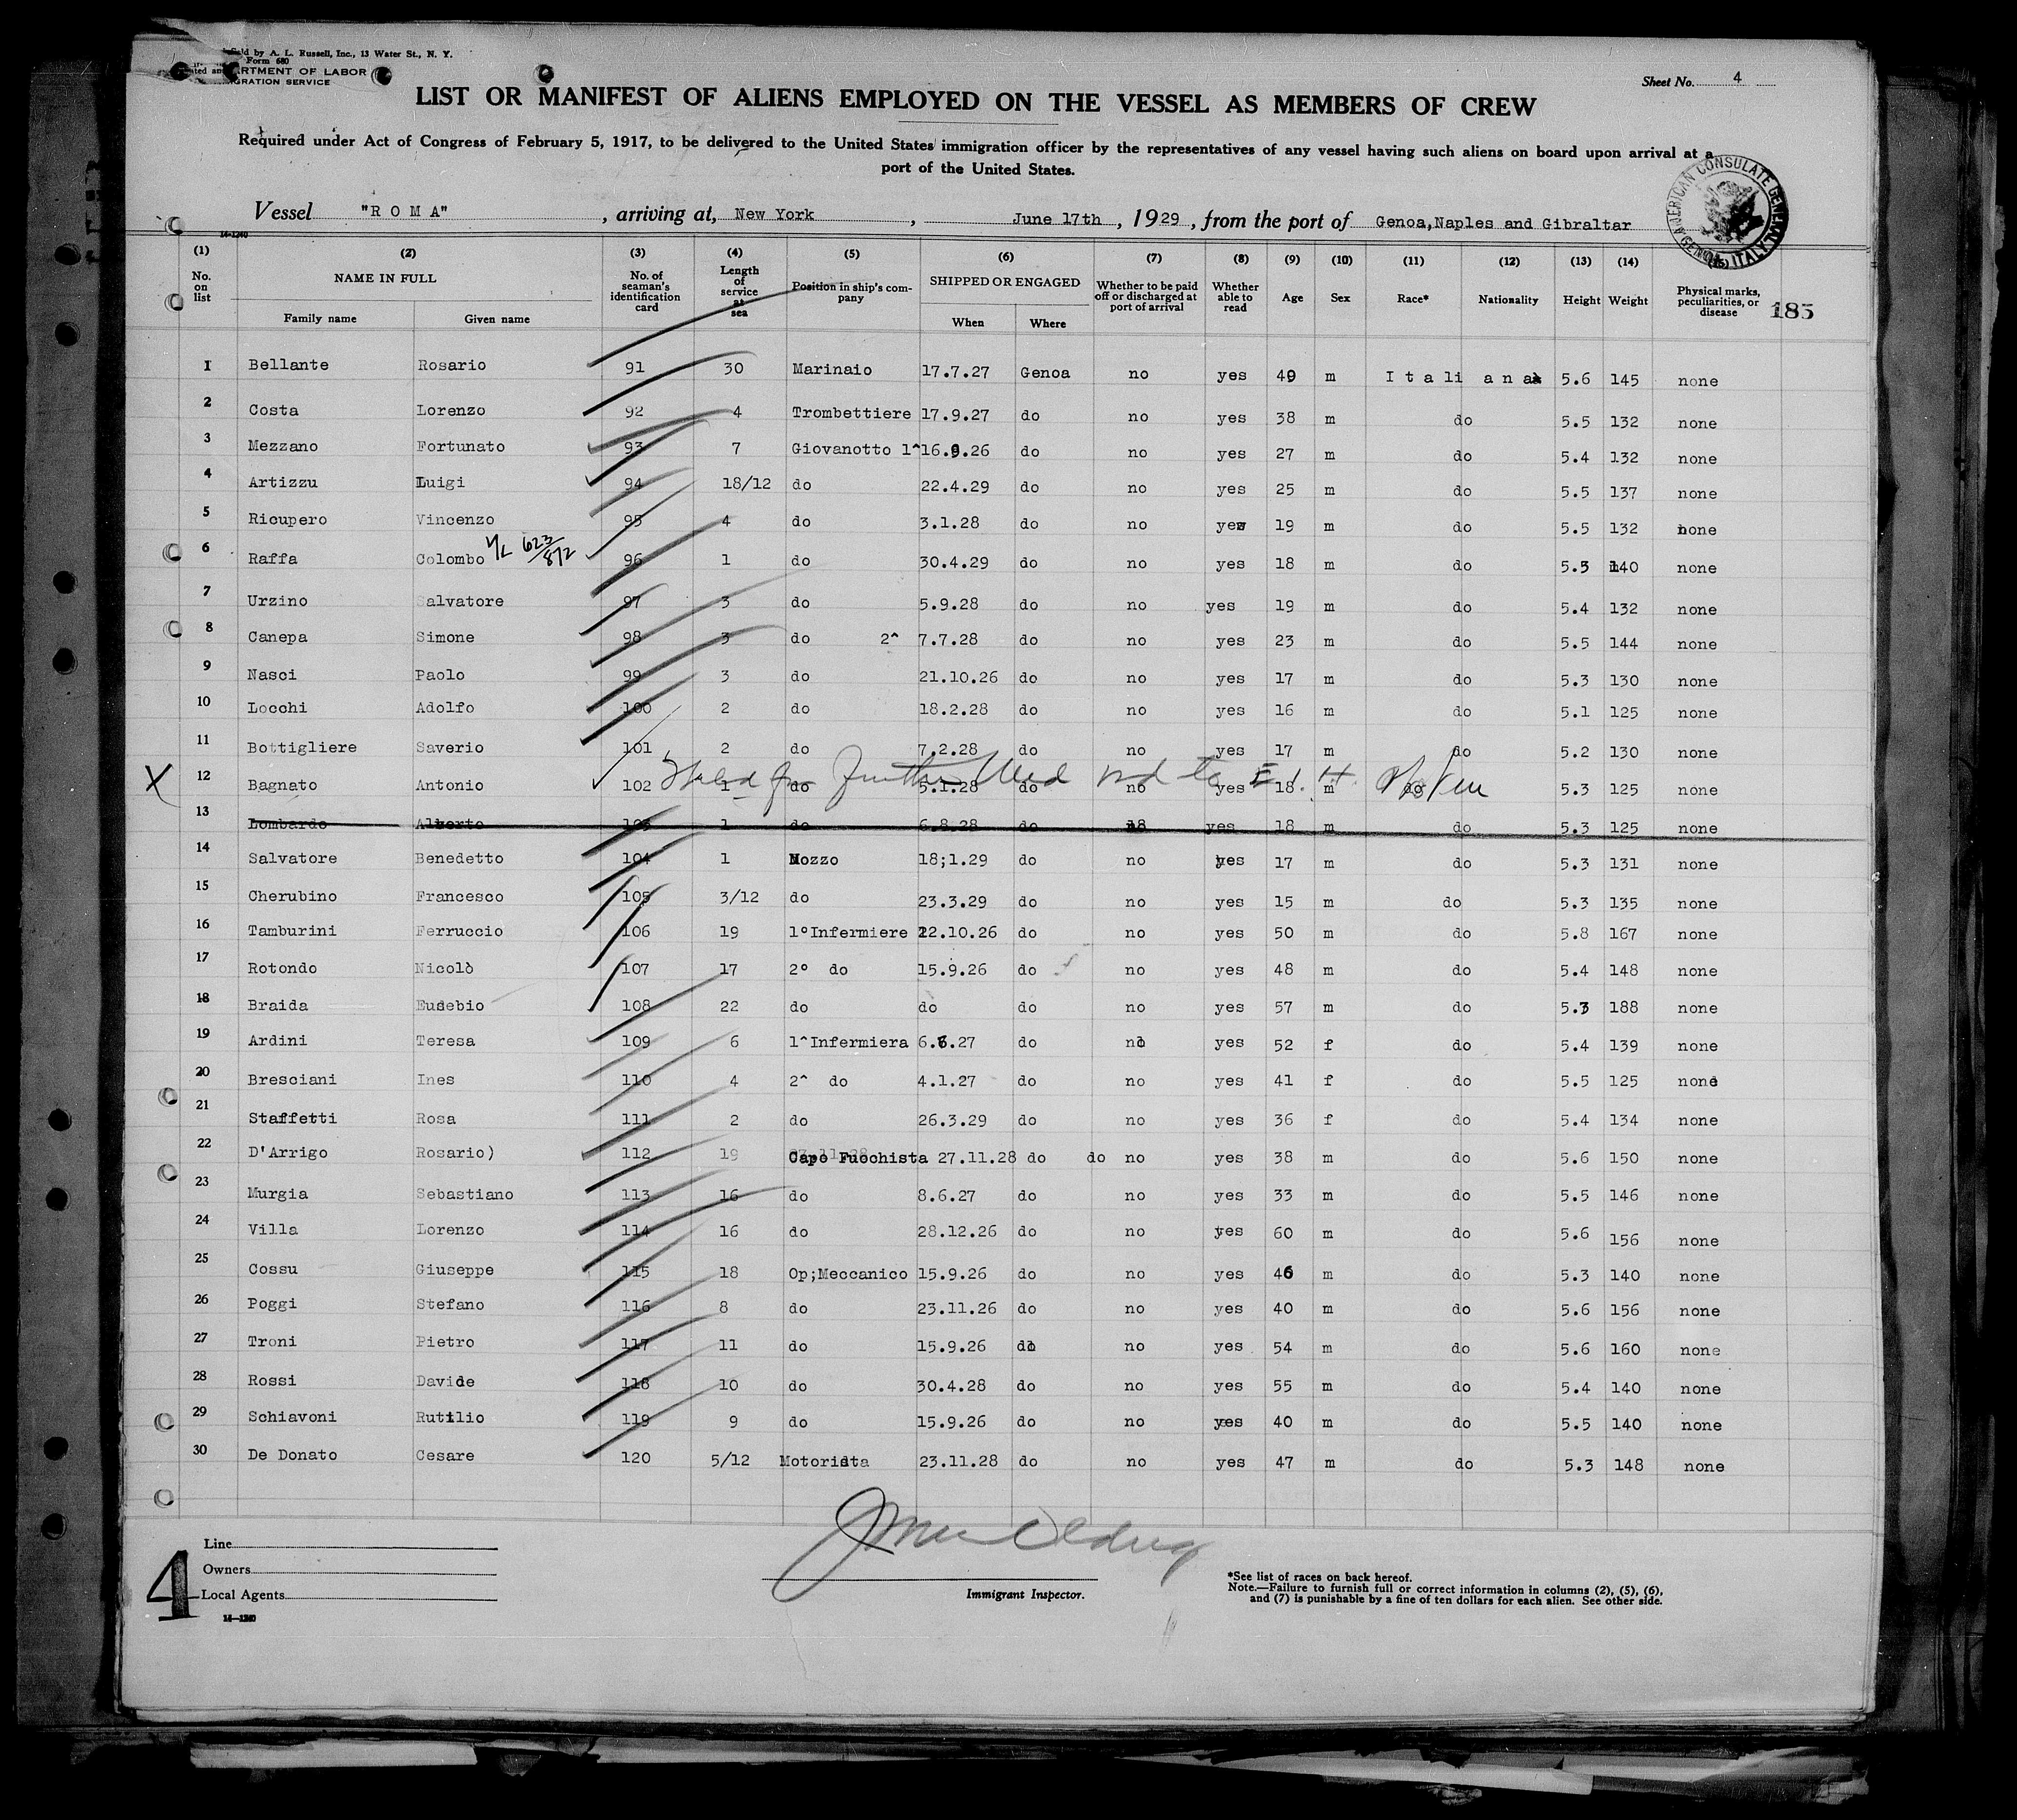 Form 680
DEPARTMENT OF LABOR
IMMIGRATION SERVICE
by A. L. Russell, Inc., 13 Water St., N. Y.
Sheet No. 4
LIST OR MANIFEST OF ALIENS EMPLOYED ON THE VESSEL AS MEMBERS OF CREW
Required under Act of Congress of February 5, 1917, to be delivered to the United States immigration officer by the representatives of any vessel having such aliens on board upon arrival at a
port of the United States.
AMERICAN CONSULATE GENERAL GENOA, ITALY
Vessel "R O M A", arriving at, New York, June 17th, 1929, from the port of Genoa,Naples and Gibraltar
14-1240
(1) (2) (3) (4) (5) (6) (7) (8) (9) (10) (11) (12) (13) (14) (15)
No. on list NAME IN FULL No. of seaman's identification card Length of service at sea Position in ship's company SHIPPED OR ENGAGED Whether to be paid off or discharged at port of arrival Whether able to read Age Sex Race* Nationality Height Weight Physical marks, peculiarities, or disease 185
Family name Given name When Where
1 Bellante Rosario 91 30 Marinaio 17.7.27 Genoa no yes 49 m I t a l i a n a 5.6 145 none
2 Costa Lorenzo 92 4 Trombettiere 17.9.27 do no yes 38 m do 5.5 132 none
3 Mezzano Fortunato 93 7 Giovanotto 1^ 16.9.26 do no yes 27 m do 5.4 132 none
4 Artizzu Luigi 94 18/12 do 22.4.29 do no yes 25 m do 5.5 137 none
5 Ricupero Vincenzo 95 4 do 3.1.28 do no yes 19 m do 5.5 132 none
6 Raffa Colombo 623/872 96 1 do 30.4.29 do no yes 18 m do 5.3 140 none
7 Urzino Salvatore 97 3 do 5.9.28 do no yes 19 m do 5.4 132 none
8 Canepa Simone 98 3 do 2^ 7.7.28 do no yes 23 m do 5.5 144 none
9 Nasci Paolo 99 3 do 21.10.26 do no yes 17 m do 5.3 130 none
10 Locchi Adolfo 100 2 do 18.2.28 do no yes 16 m do 5.1 125 none
11 Bottigliere Saverio 101 2 do 7.2.28 do no yes 17 m do 5.2 130 none
X 12 Bagnato Antonio 102 1 do 5.1.28 do no yes 18 m do 5.3 125 none
Held for further Med to E. I. H.
13 Lombardo Alberto 103 1 do 6.8.28 do yes 18 m do 5.3 125 none
14 Salvatore Benedetto 104 1 Mozzo 18;1.29 do no yes 17 m do 5.3 131 none
15 Cherubino Francesco 105 3/12 do 23.3.29 do no yes 15 m do 5.3 135 none
16 Tamburini Ferruccio 106 19 1°Infermiere 22.10.26 do no yes 50 m do 5.8 167 none
17 Rotondo Nicolò 107 17 2° do 15.9.26 do no yes 48 m do 5.4 148 none
18 Braida Eusebio 108 22 do do do no yes 57 m do 5.3 188 none
19 Ardini Teresa 109 6 1^Infermiera 6. .27 do no yes 52 f do 5.4 139 none
20 Bresciani Ines 110 4 2^ do 4.1.27 do no yes 41 f do 5.5 125 none
21 Staffetti Rosa 111 2 do 26.3.29 do no yes 36 f do 5.4 134 none
22 D'Arrigo Rosario) 112 19 Capo Fuochista 27.11.28 do do no yes 38 m do 5.6 150 none
23 Murgia Sebastiano 113 16 do 8.6.27 do no yes 33 m do 5.5 146 none
24 Villa Lorenzo 114 16 do 28.12.26 do no yes 60 m do 5.6 156 none
25 Cossu Giuseppe 115 18 Op;Meccanico 15.9.26 do no yes 46 m do 5.3 140 none
26 Poggi Stefano 116 8 do 23.11.26 do no yes 40 m do 5.6 156 none
27 Troni Pietro 117 11 do 15.9.26 do no yes 54 m do 5.6 160 none
28 Rossi Davide 118 10 do 30.4.28 do no yes 55 m do 5.4 140 none
29 Schiavoni Rutilio 119 9 do 15.9.26 do no yes 40 m do 5.5 140 none
30 De Donato Cesare 120 5/12 Motorista 23.11.28 do no yes 47 m do 5.3 148 none
Line
Owners
4 Local Agents
14-1240
Immigrant Inspector.
*See list of races on back hereof.
Note.—Failure to furnish full or correct information in columns (2), (5), (6),
and (7) is punishable by a fine of ten dollars for each alien. See other side.